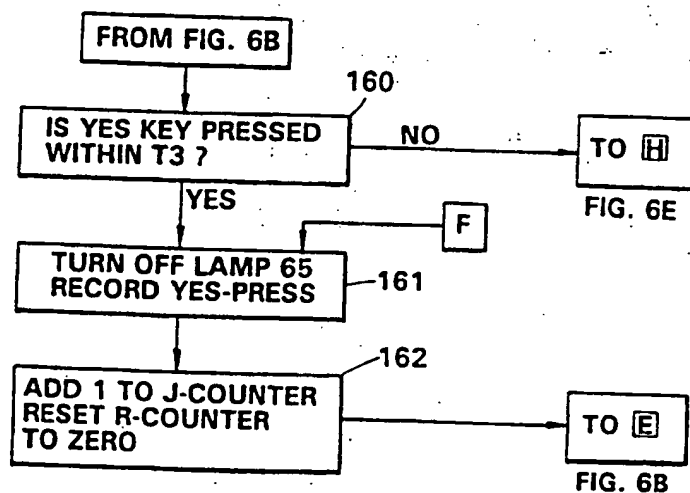 FROM FIG. 6B
160
IS YES KEY PRESSED
WITHIN T3 ?
NO
TO H
FIG. 6E
YES
F
TURN OFF LAMP 65
RECORD YES-PRESS
161
162
ADD 1 TO J-COUNTER
RESET R-COUNTER
TO ZERO
TO E
FIG. 6B